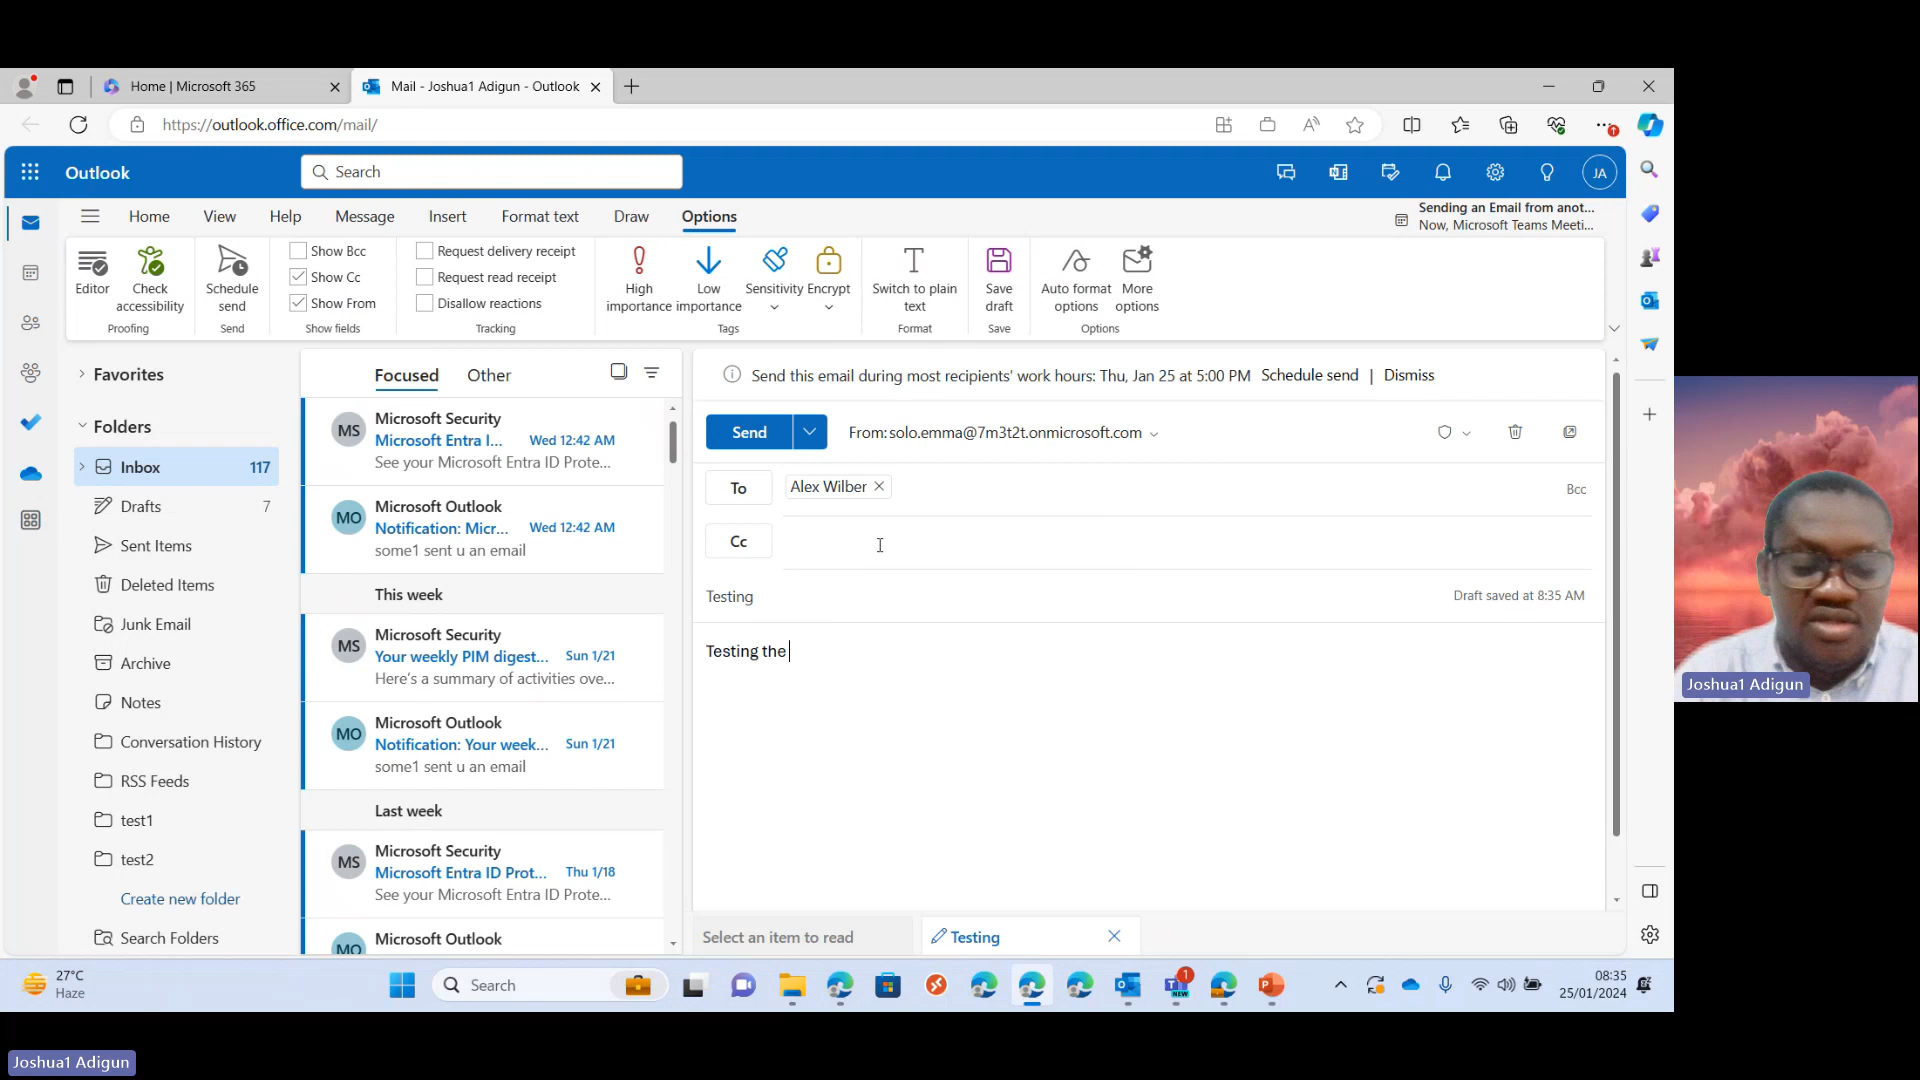 Home | Microsoft 365
Mail - Joshua1 Adigun - Outlook
https://outlook.office.com/mail/
Outlook
Search
JA
Home
View
Help
Message
Insert
Format text
Draw
Options
Sending an Email from anot...
Now, Microsoft Teams Meeti...
Editor
Check accessibility
Proofing
Schedule send
Send
Show Bcc
Show Cc
Show From
Show fields
Request delivery receipt
Request read receipt
Disallow reactions
Tracking
High importance
Low importance
Sensitivity
Encrypt
Tags
Switch to plain text
Format
Save draft
Save
Auto format options
More options
Options
Favorites
Folders
Inbox 117
Drafts 7
Sent Items
Deleted Items
Junk Email
Archive
Notes
Conversation History
RSS Feeds
test1
test2
Create new folder
Search Folders
Focused
Other
MS
Microsoft Security
Microsoft Entra I... Wed 12:42 AM
See your Microsoft Entra ID Prote...
MO
Microsoft Outlook
Notification: Micr... Wed 12:42 AM
some1 sent u an email
This week
MS
Microsoft Security
Your weekly PIM digest... Sun 1/21
Here's a summary of activities ove...
MO
Microsoft Outlook
Notification: Your week... Sun 1/21
some1 sent u an email
Last week
MS
Microsoft Security
Microsoft Entra ID Prot... Thu 1/18
See your Microsoft Entra ID Prote...
MO
Microsoft Outlook
Send this email during most recipients' work hours: Thu, Jan 25 at 5:00 PM Schedule send | Dismiss
Send
From: solo.emma@7m3t2t.onmicrosoft.com
To
Alex Wilber
Bcc
Cc
Testing
Draft saved at 8:35 AM
Testing the
Select an item to read
Testing
Joshua1 Adigun
27°C
Haze
Search
1
NEW
08:35
25/01/2024
Joshua1 Adigun